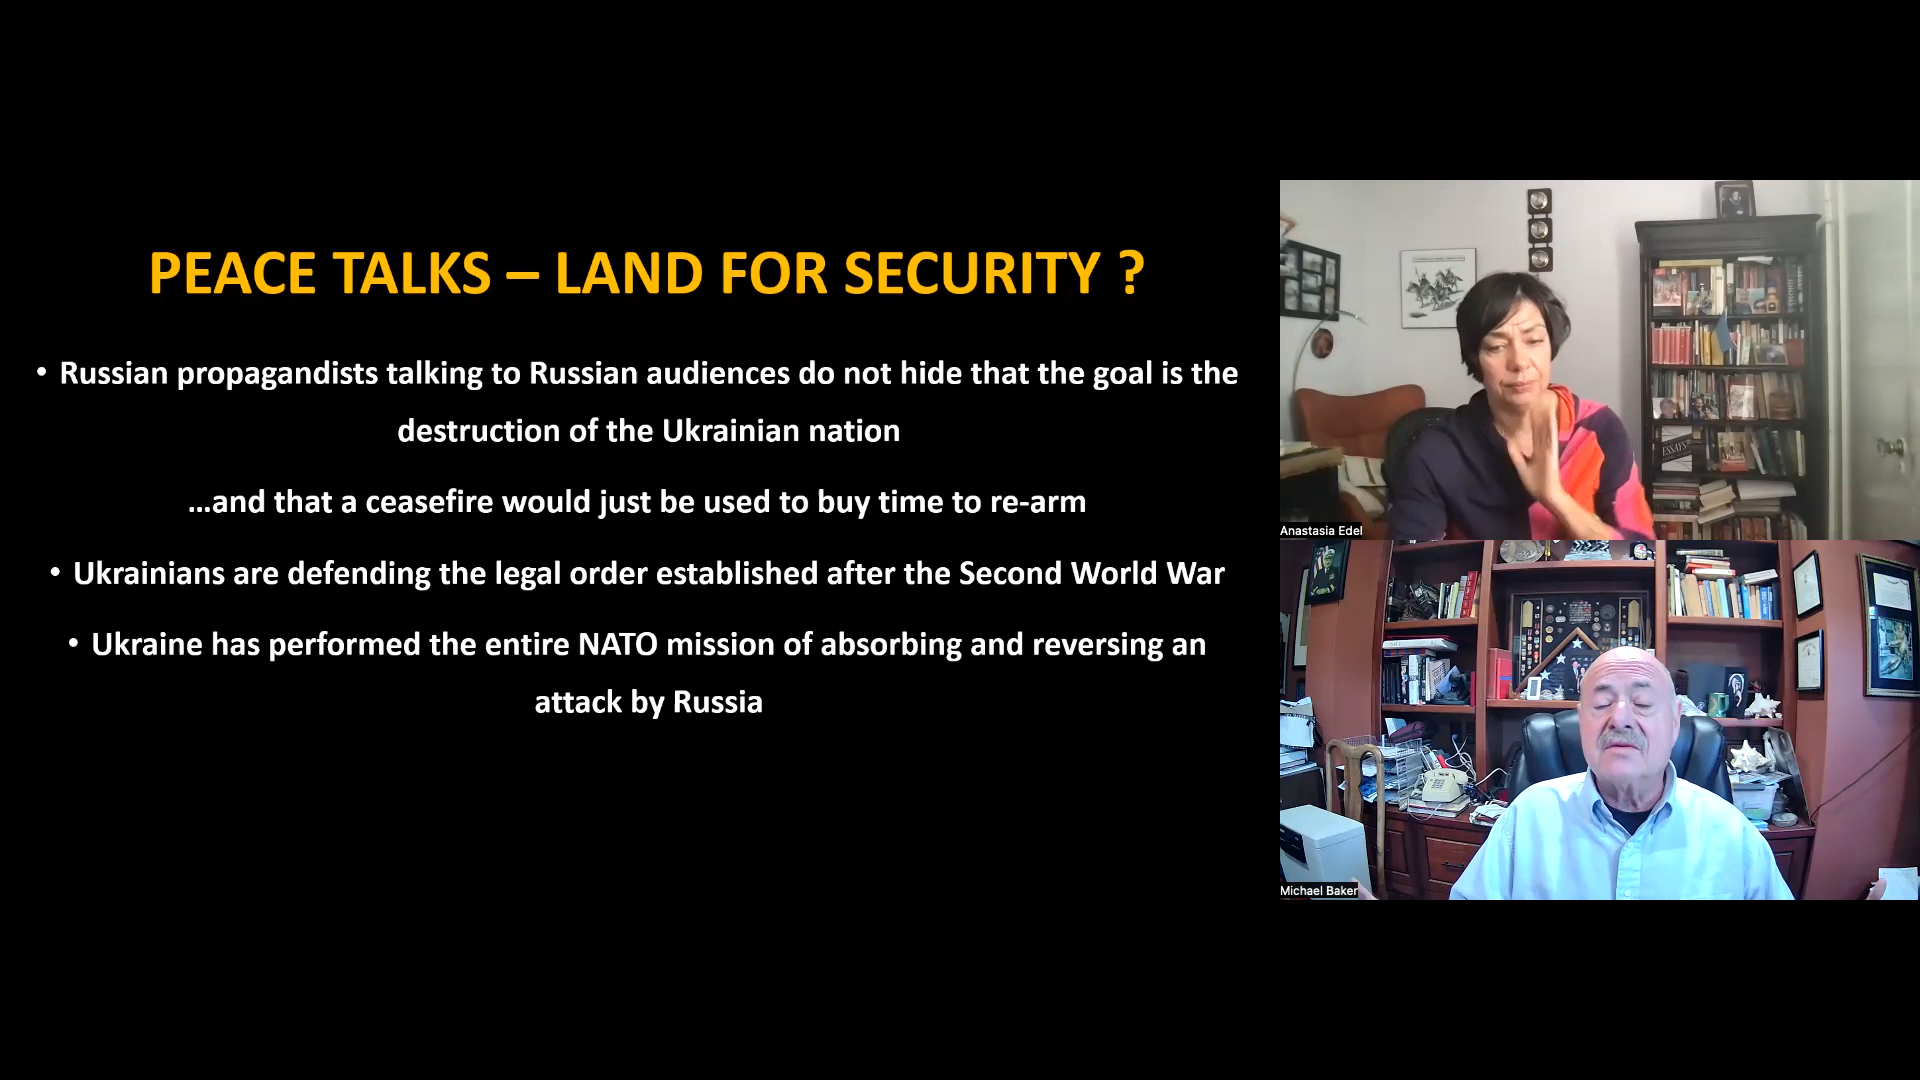 PEACE TALKS – LAND FOR SECURITY ?
• Russian propagandists talking to Russian audiences do not hide that the goal is the
destruction of the Ukrainian nation
...and that a ceasefire would just be used to buy time to re-arm
• Ukrainians are defending the legal order established after the Second World War
• Ukraine has performed the entire NATO mission of absorbing and reversing an
attack by Russia
ESSAYS
Anastasia Edel
Michael Baker